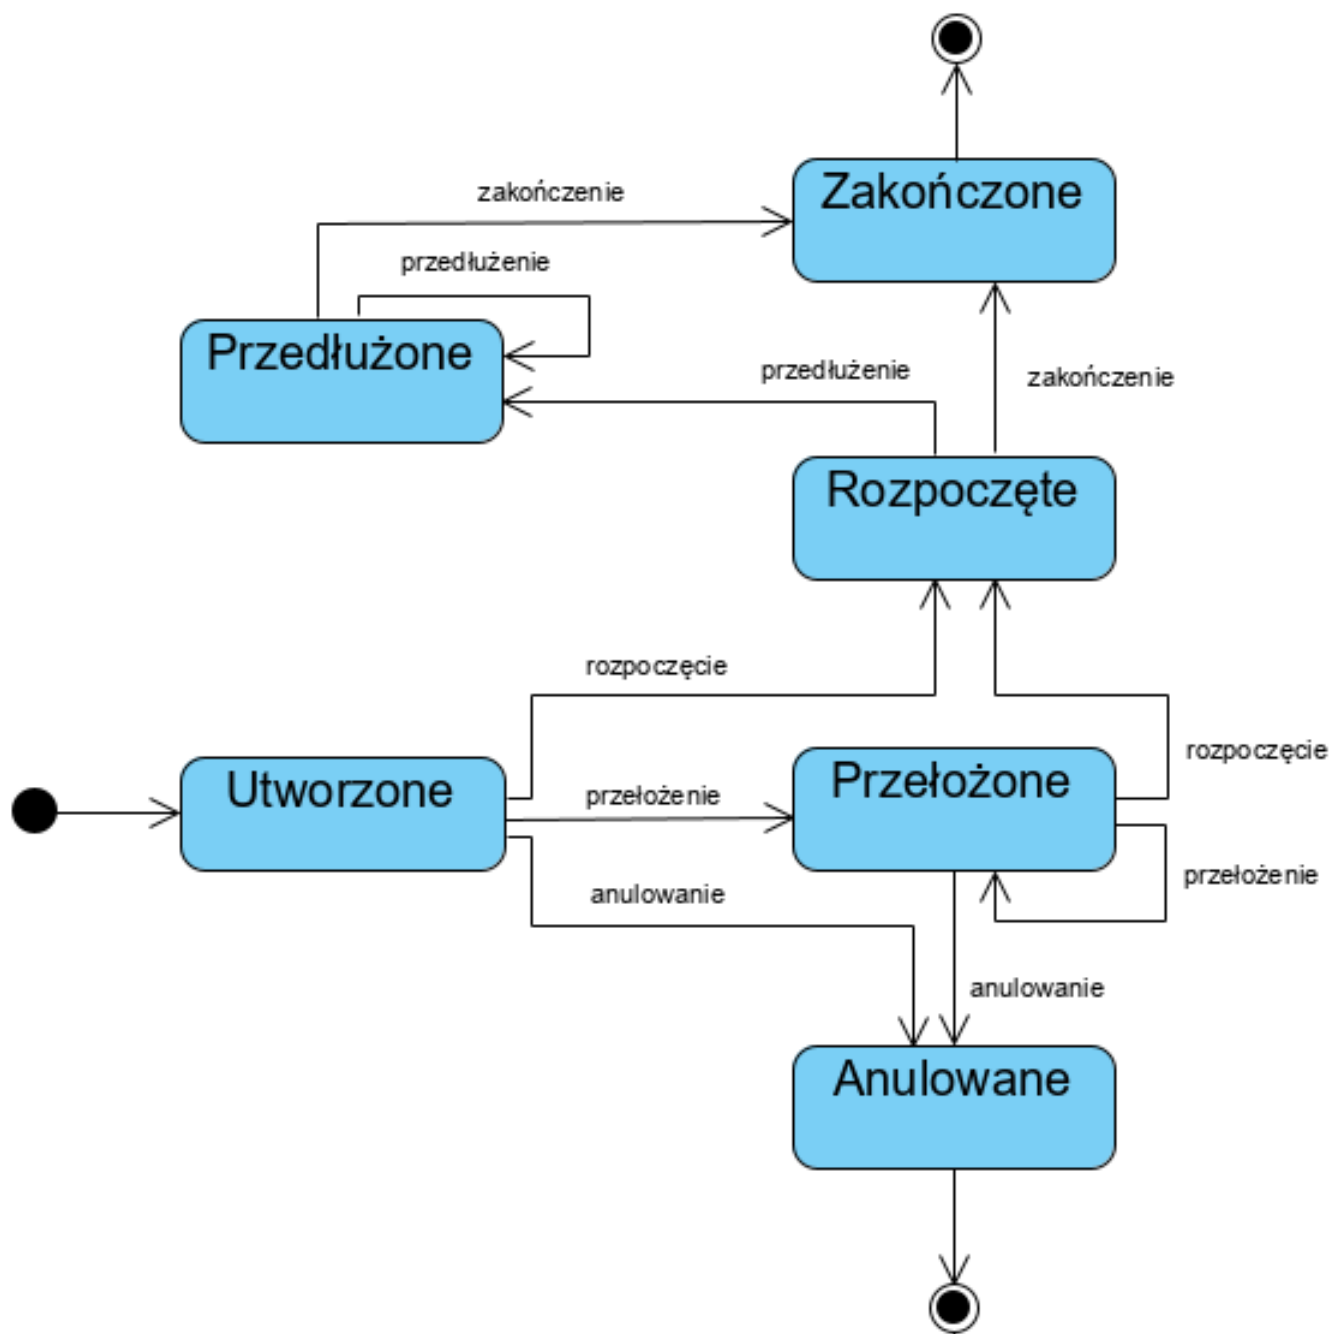 Zakończone
zakończenie
przedłużenie
Przedłużone
przedłużenie
zakończenie
Rozpoczęte
rozpoczęcie
rozpoczęcie
Utworzone
przełożenie
Przełożone
przełożenie
anulowanie
anulowanie
Anulowane